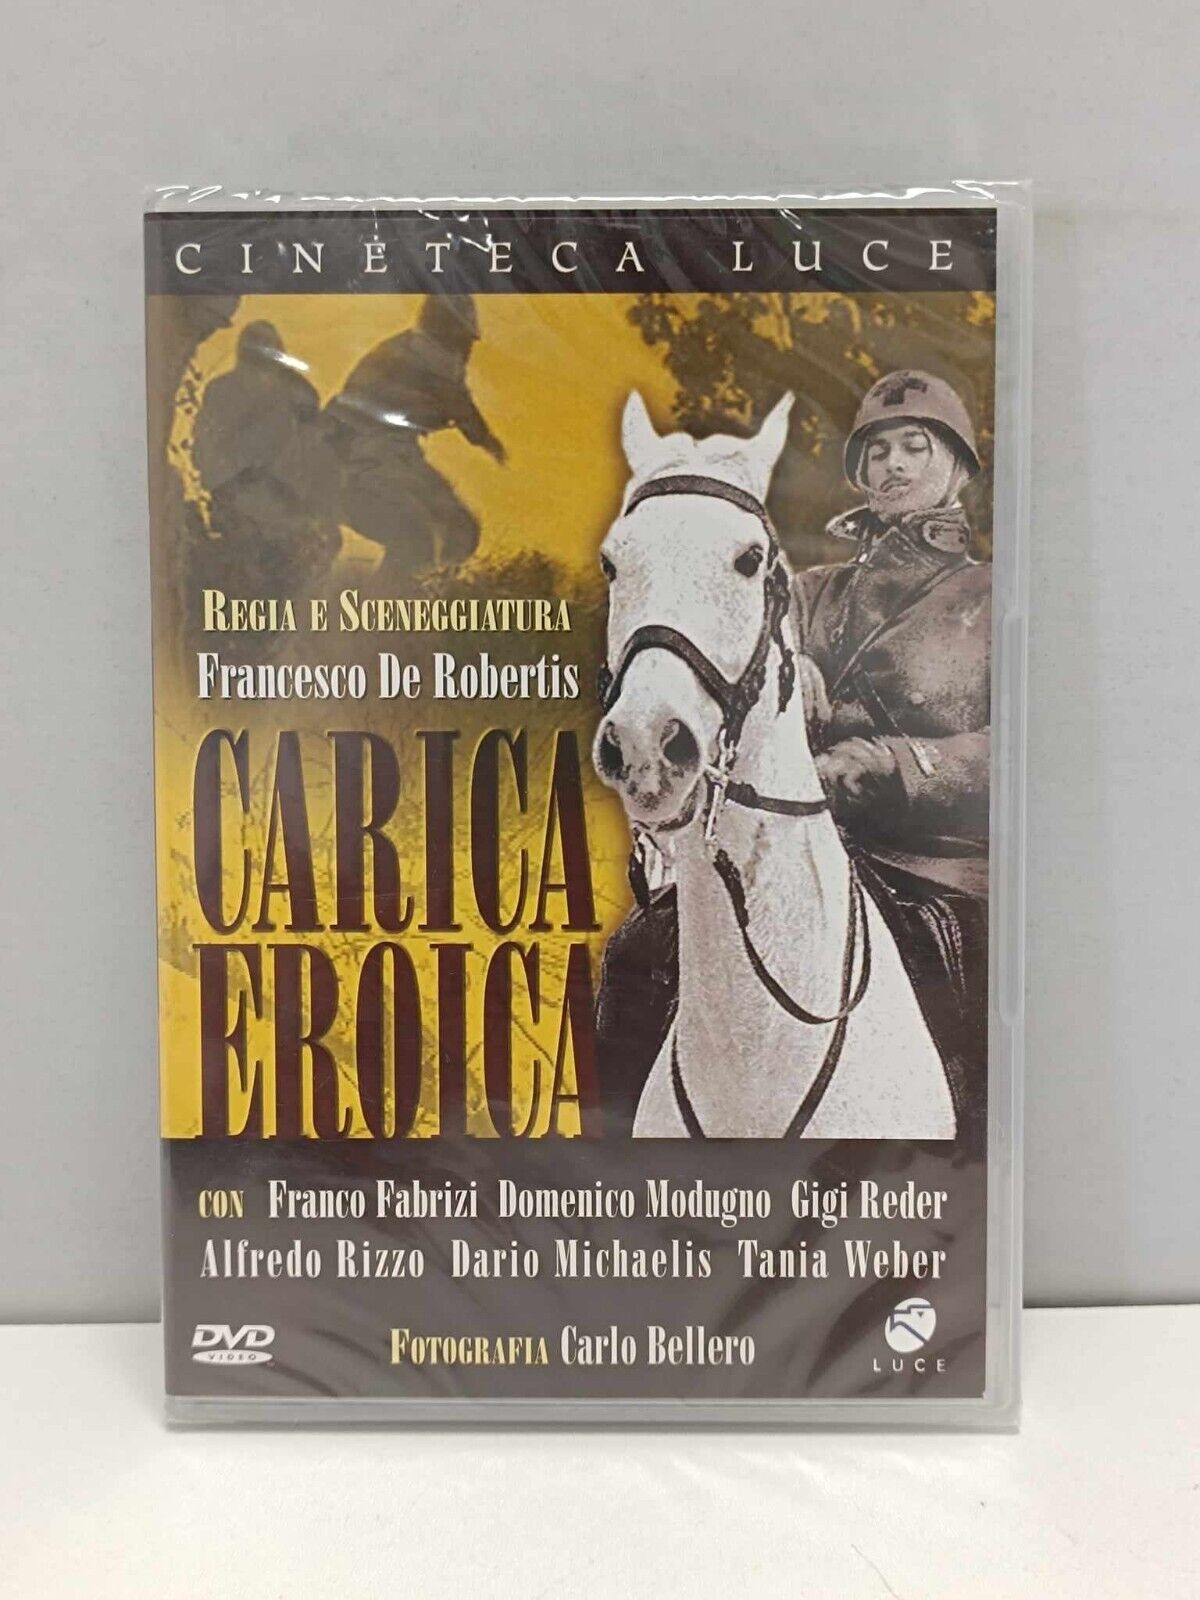 CINETECA LUCE
REGIA E SCENEGGIATURA
Francesco De Robertis
CARICA
EROICA
CON Franco Fabrizi Domenico Modugno Gigi Reder
Alfredo Rizzo Dario Michaelis Tania Weber
DVD
VIDEO
FOTOGRAFIA Carlo Bellero
LUCE